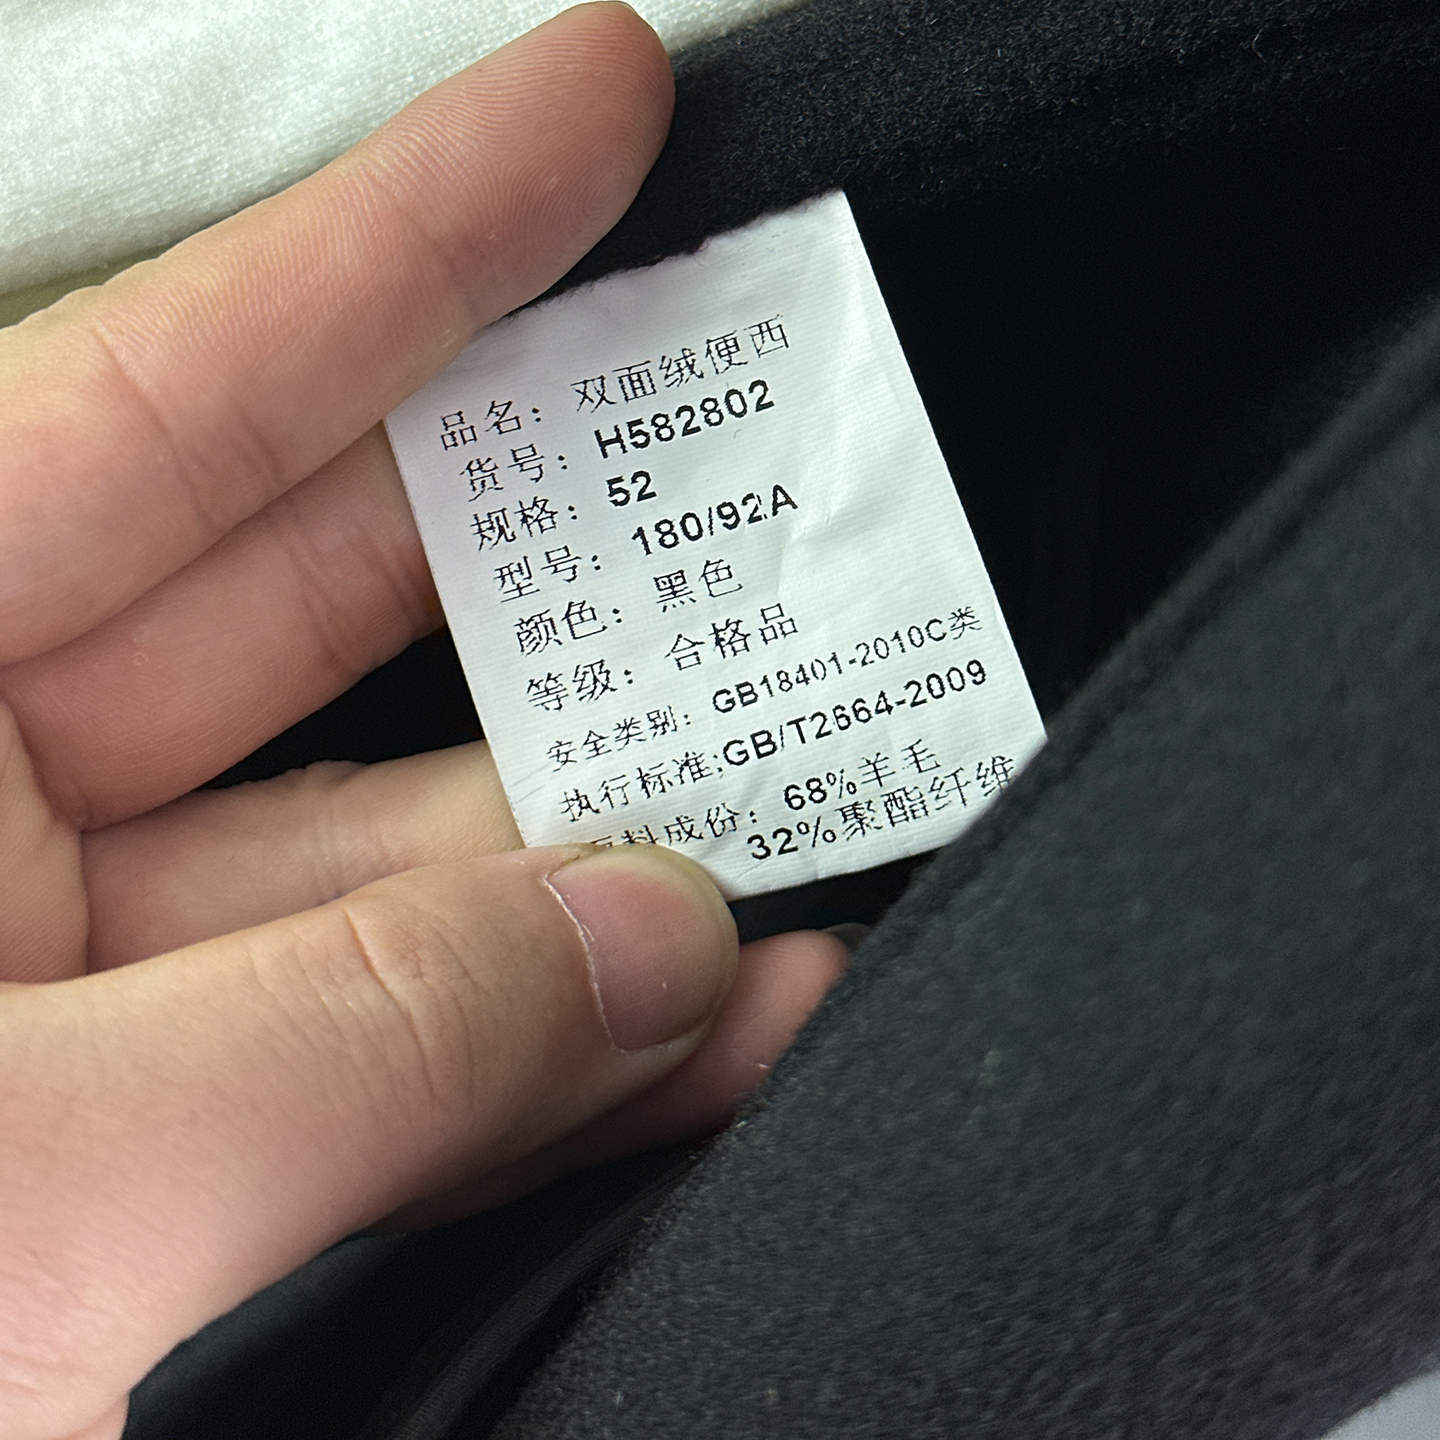 品名：双面绒便西
货号：H582802
规格：52
型号：180/92A
颜色：黑色
等级：合格品
安全类别：GB18401-2010C类
执行标准;GB/T2664-2009
原料成份：68%羊毛
32%聚酯纤维